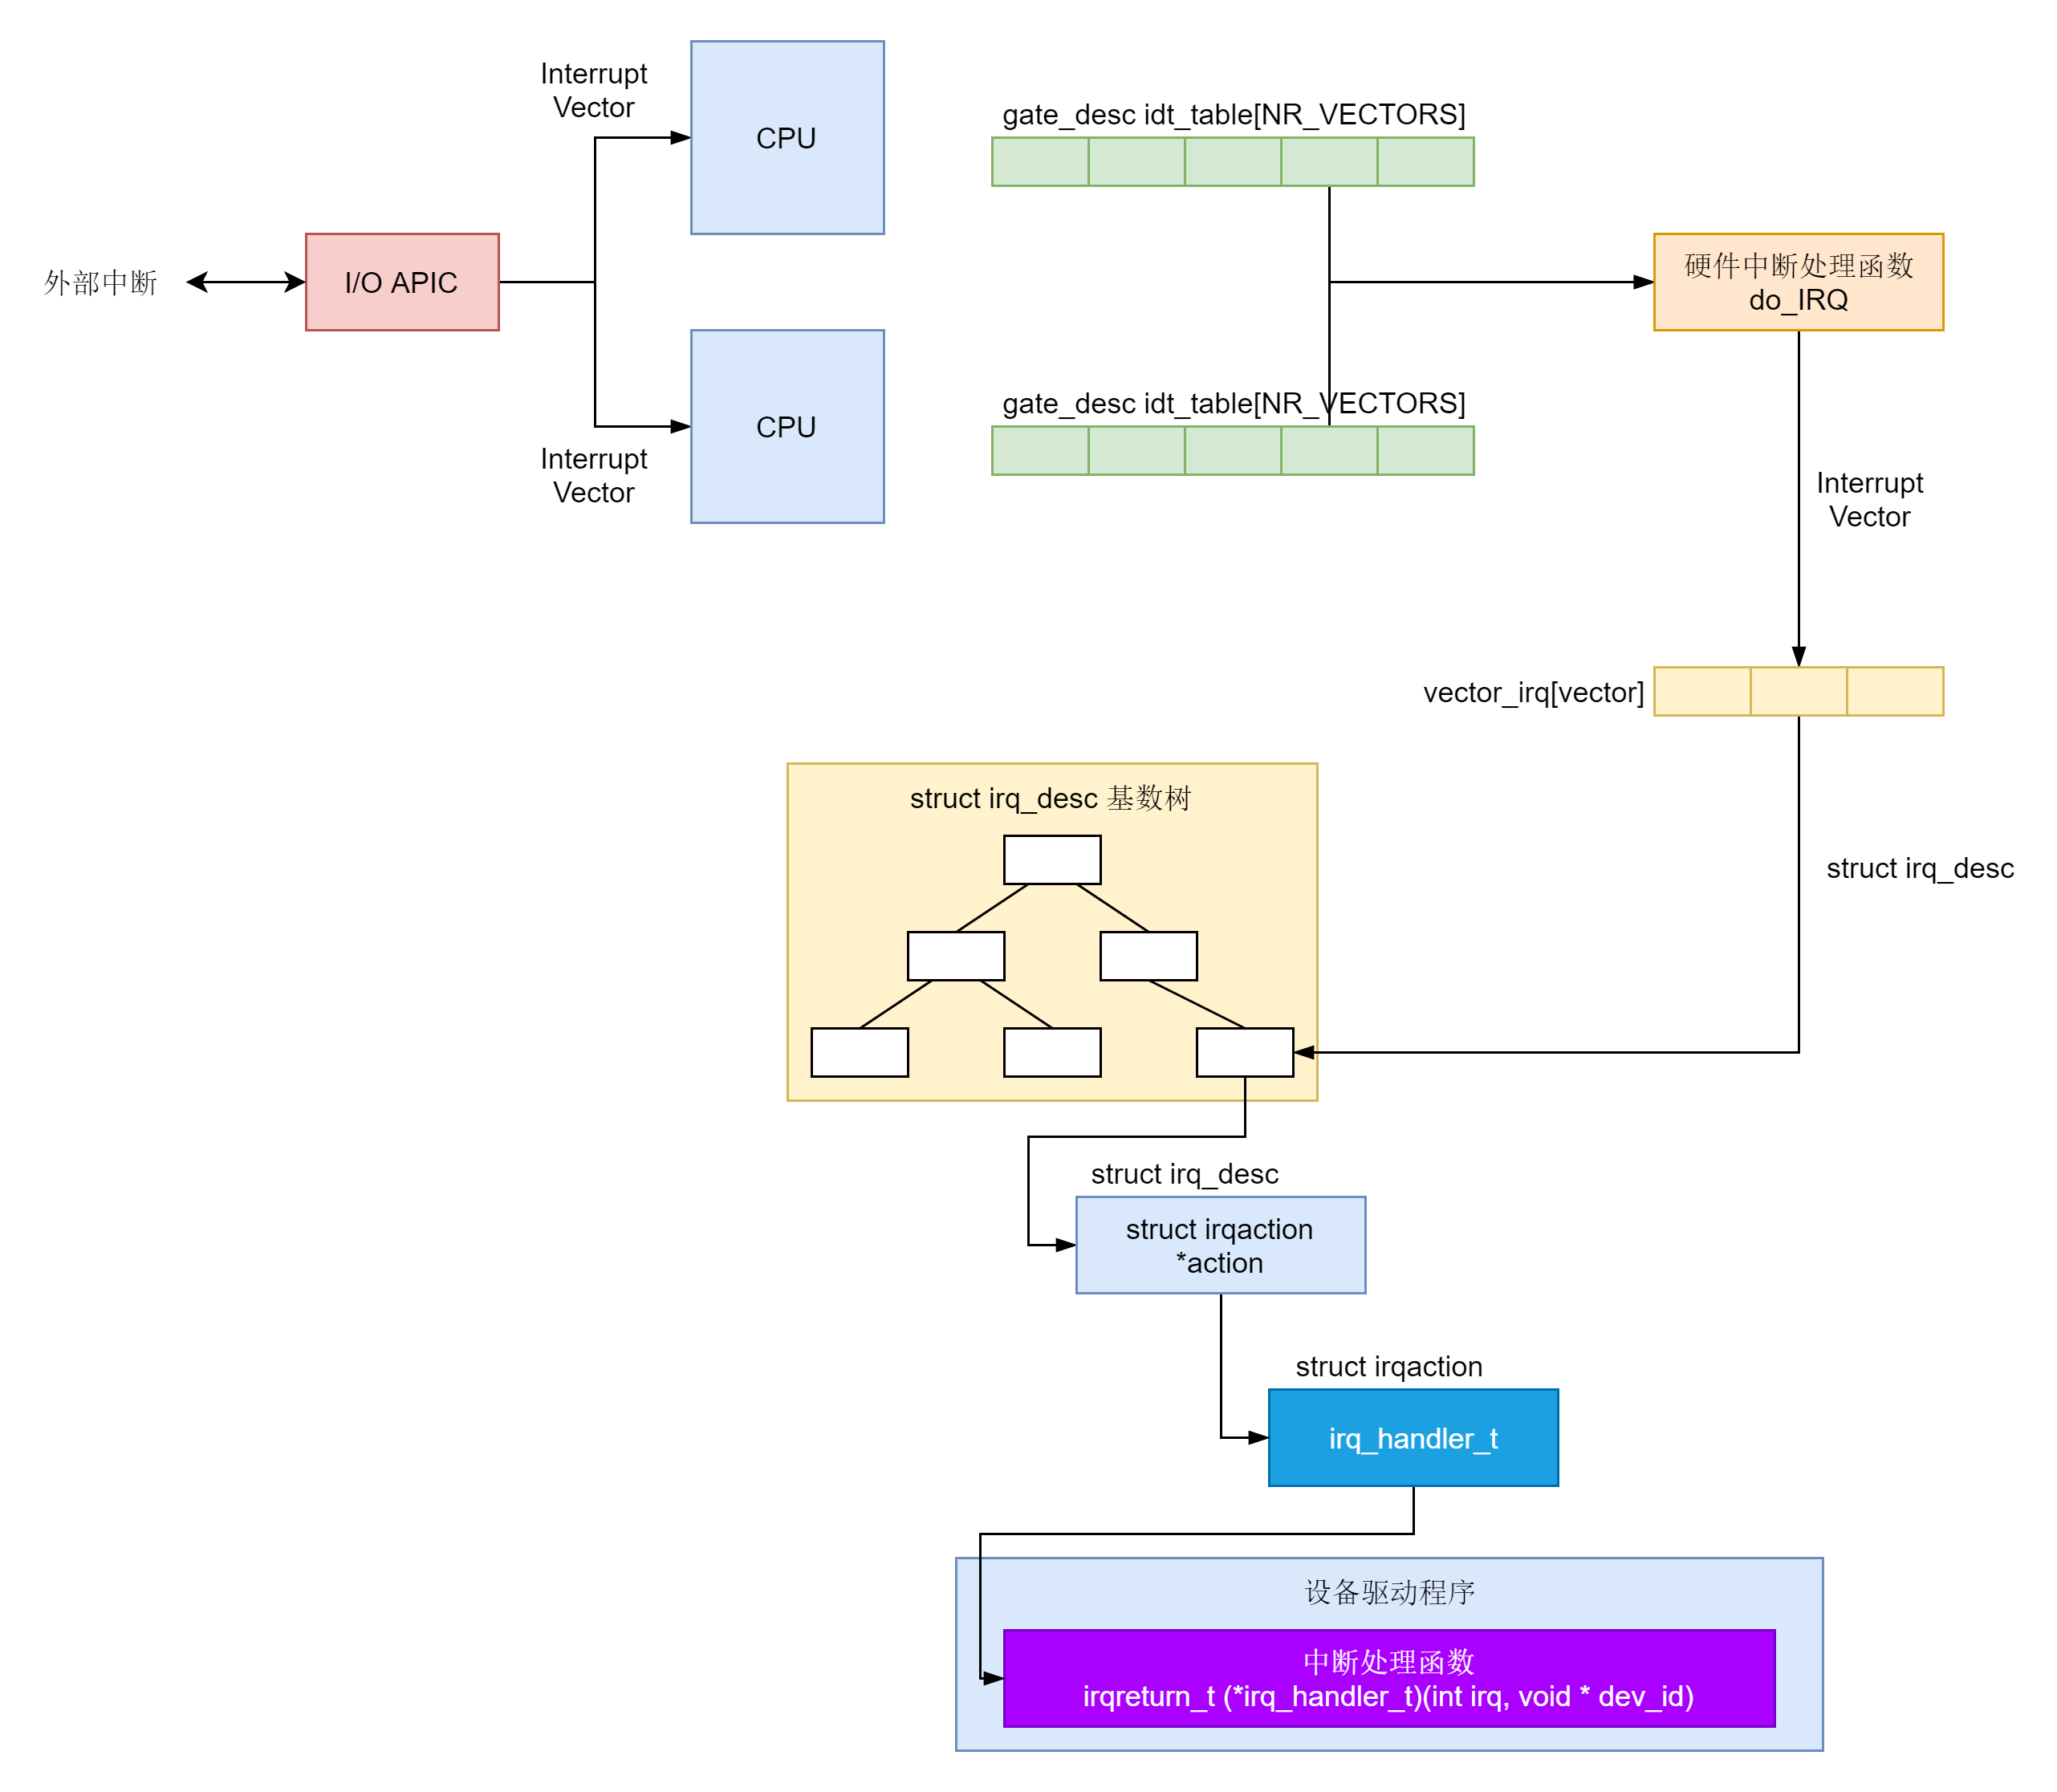 Interrupt
Vector
CPU
gate_desc idt_table[NR_VECTORS]
外部中断
I/O APIC
硬件中断处理函数
do_IRQ
CPU
gate_desc idt_table[NR_VECTORS]
Interrupt
Vector
Interrupt
Vector
vector_irq[vector]
struct irq_desc 基数树
struct irq_desc
struct irq_desc
struct irqaction
*action
struct irqaction
irq_handler_t
设备驱动程序
中断处理函数
irqreturn_t (*irq_handler_t)(int irq, void * dev_id)